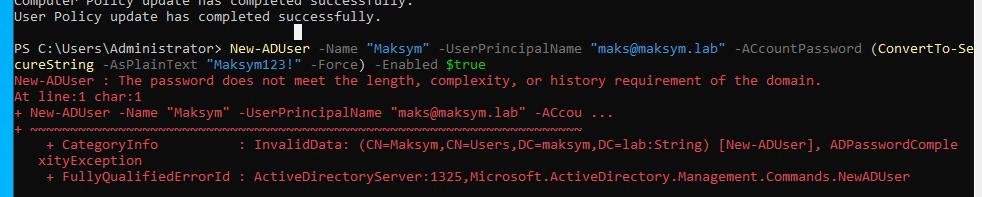 Computer Policy update has completed successfully.
User Policy update has completed successfully.
PS C:\Users\Administrator> New-ADUser -Name "Maksym" -UserPrincipalName "maks@maksym.lab" -ACcountPassword (ConvertTo-Se
cureString -AsPlainText "Maksym123!" -Force) -Enabled $true
New-ADUser : The password does not meet the length, complexity, or history requirement of the domain.
At line:1 char:1
+ New-ADUser -Name "Maksym" -UserPrincipalName "maks@maksym.lab" -ACcou ...
+ ~~~~~~~~~~~~~~~~~~~~~~~~~~~~~~~~~~~~~~~~~~~~~~~~~~~~~~~~~~~~~~~~~~~~~
    + CategoryInfo          : InvalidData: (CN=Maksym,CN=Users,DC=maksym,DC=lab:String) [New-ADUser], ADPasswordComple
   xityException
    + FullyQualifiedErrorId : ActiveDirectoryServer:1325,Microsoft.ActiveDirectory.Management.Commands.NewADUser